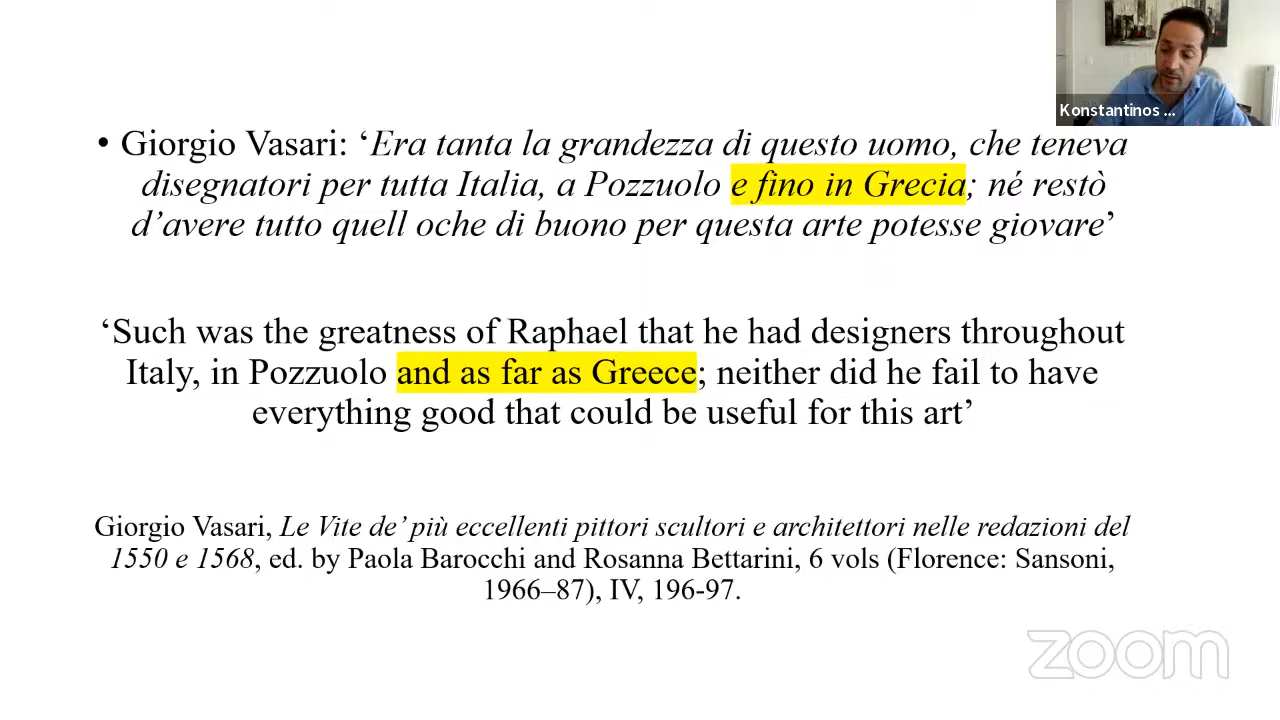 Konstantinos ...
• Giorgio Vasari: ‘Era tanta la grandezza di questo uomo, che teneva
disegnatori per tutta Italia, a Pozzuolo e fino in Grecia; né restò
d’avere tutto quell oche di buono per questa arte potesse giovare’
‘Such was the greatness of Raphael that he had designers throughout
Italy, in Pozzuolo and as far as Greece; neither did he fail to have
everything good that could be useful for this art’
Giorgio Vasari, Le Vite de’ più eccellenti pittori scultori e architettori nelle redazioni del
1550 e 1568, ed. by Paola Barocchi and Rosanna Bettarini, 6 vols (Florence: Sansoni,
1966–87), IV, 196-97.
zoom